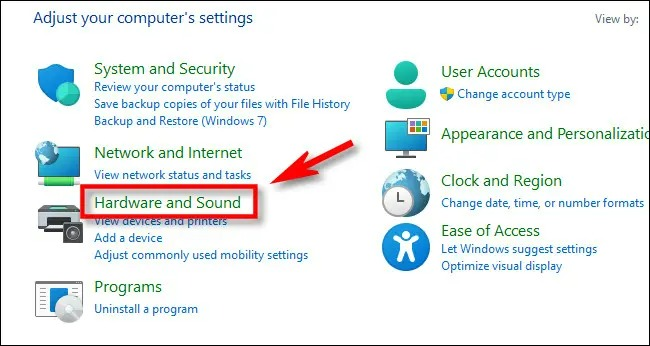 Adjust your computer's settings
View by:
System and Security
Review your computer's status
Save backup copies of your files with File History
Backup and Restore (Windows 7)
Network and Internet
View network status and tasks
Hardware and Sound
View devices and printers
Add a device
Adjust commonly used mobility settings
Programs
Uninstall a program
User Accounts
Change account type
Appearance and Personalizatio
Clock and Region
Change date, time, or number formats
Ease of Access
Let Windows suggest settings
Optimize visual display